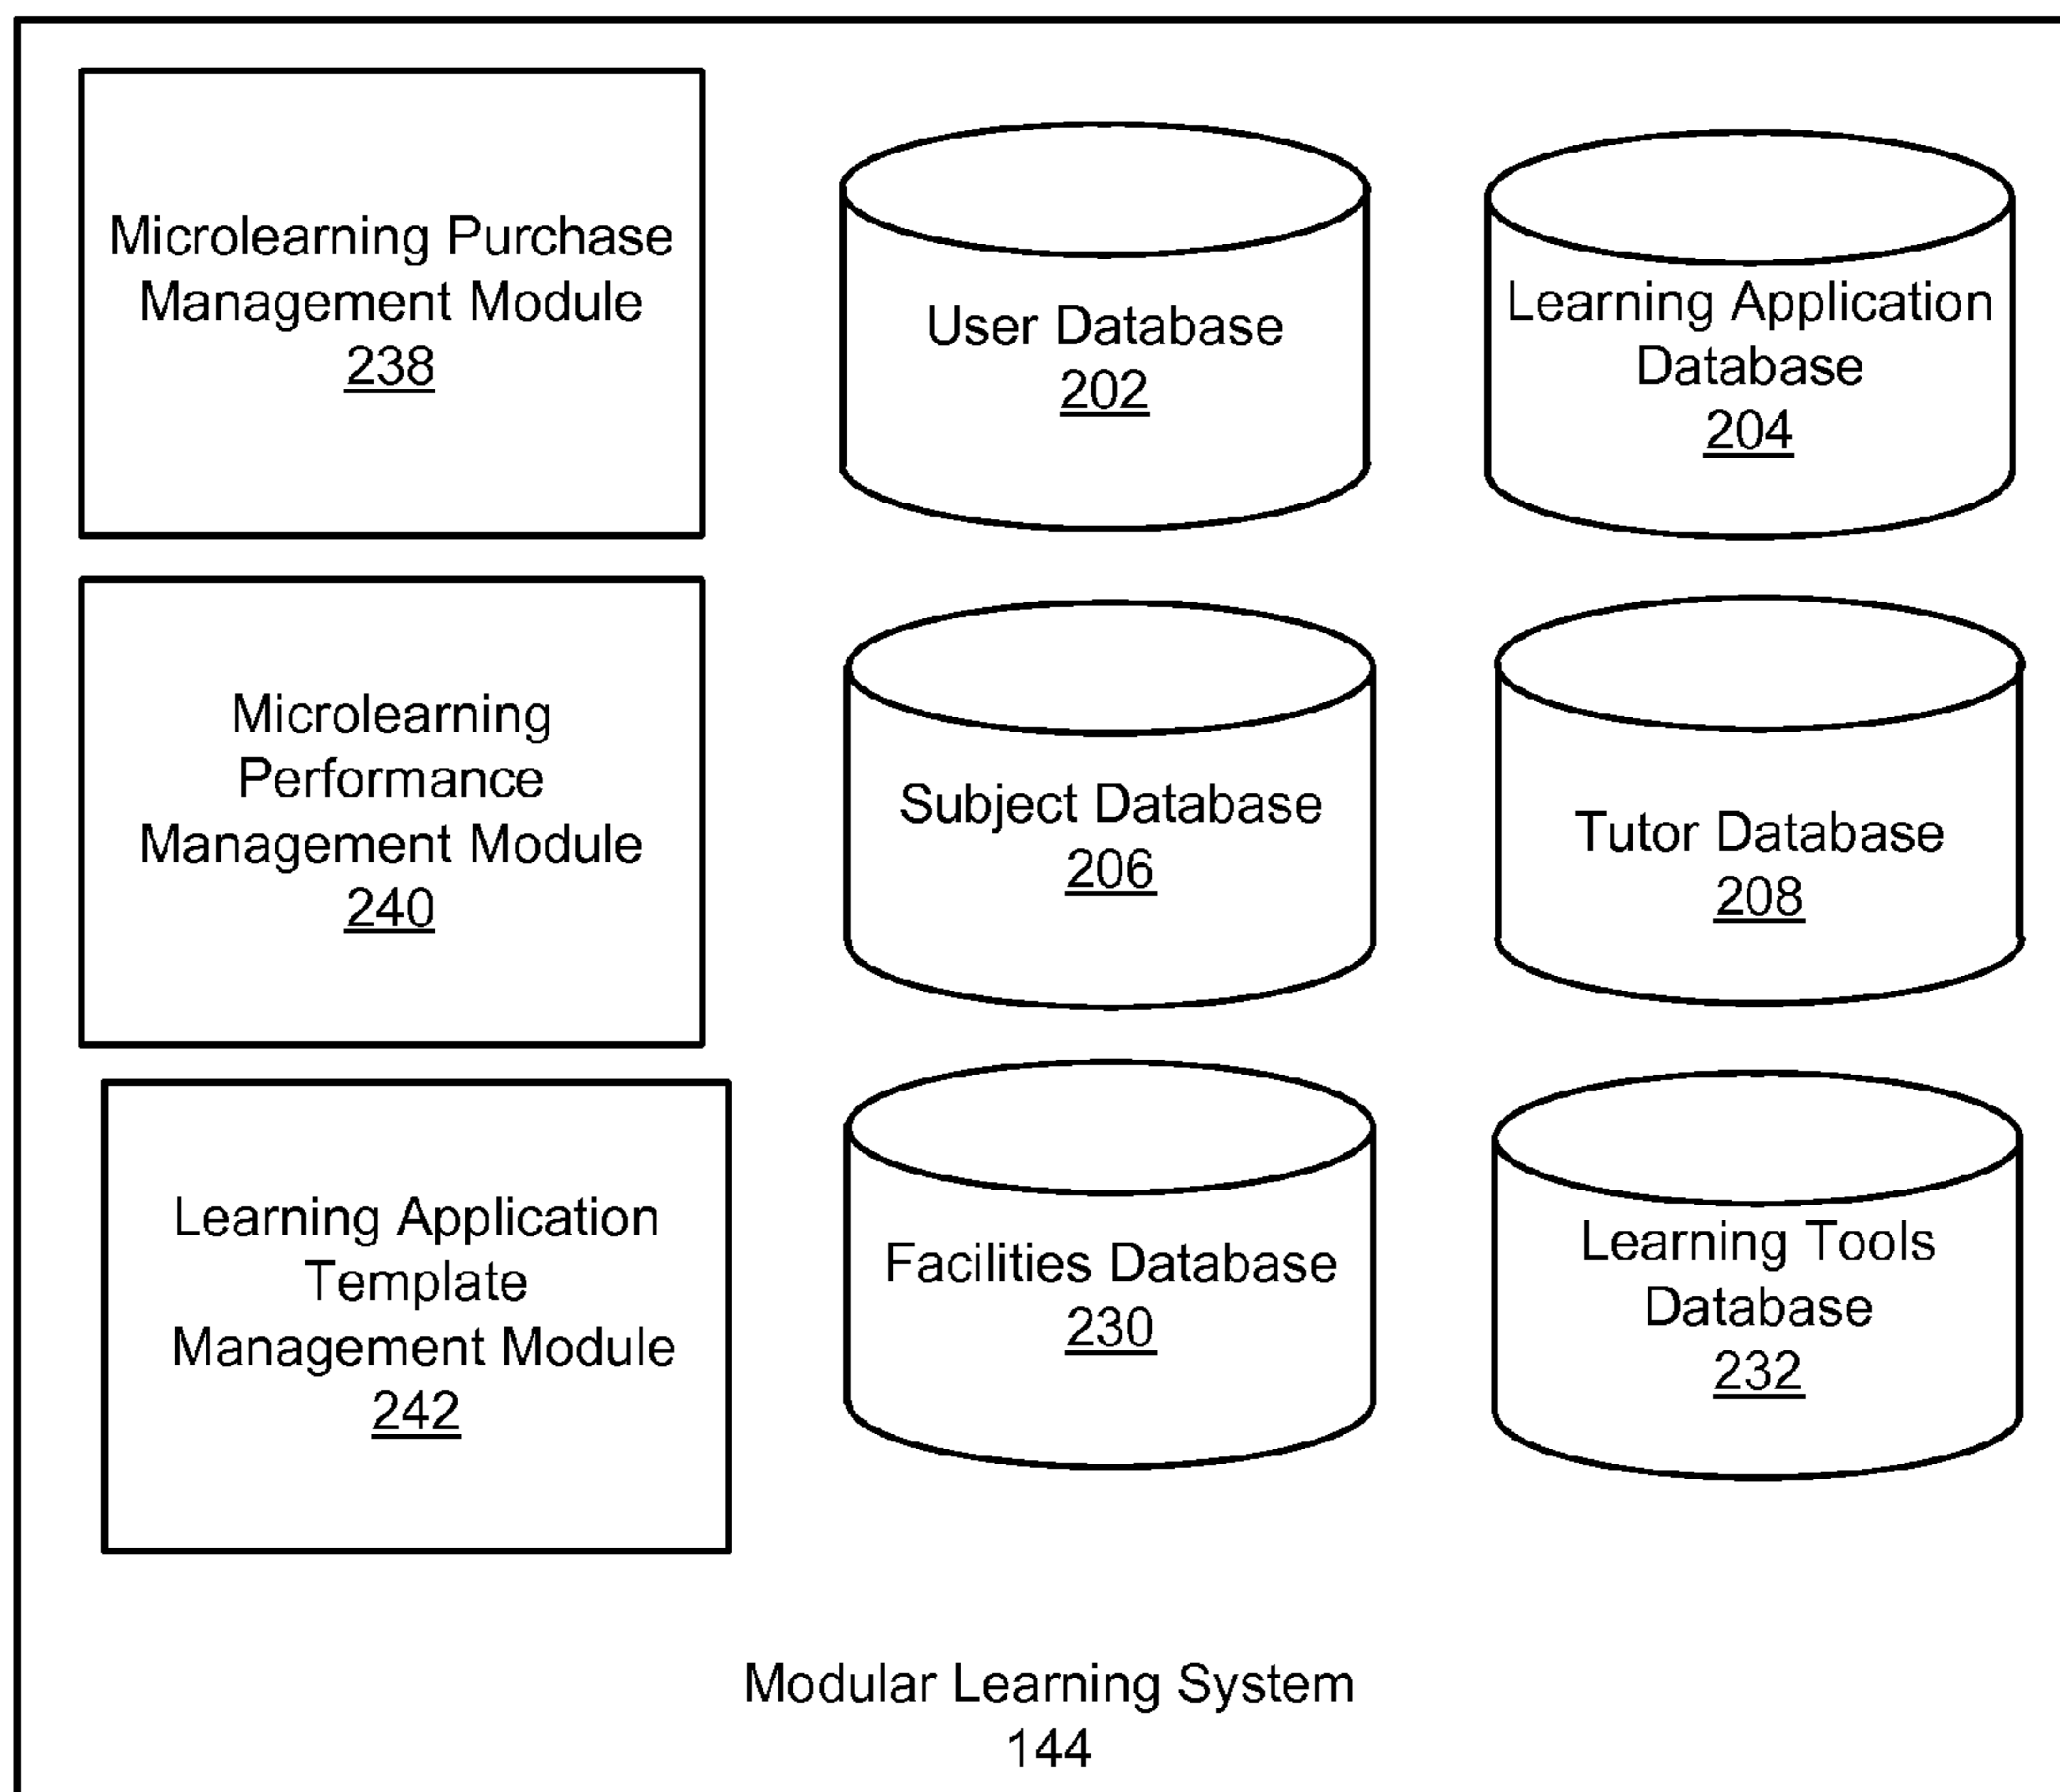 Microlearning Purchase
Management Module
238
User Database
202
Learning Application
Database
204
Microlearning
Performance
Management Module
240
Subject Database
206
Tutor Database
208
Learning Application
Template
Management Module
242
Facilities Database
230
Learning Tools
Database
232
Modular Learning System
144